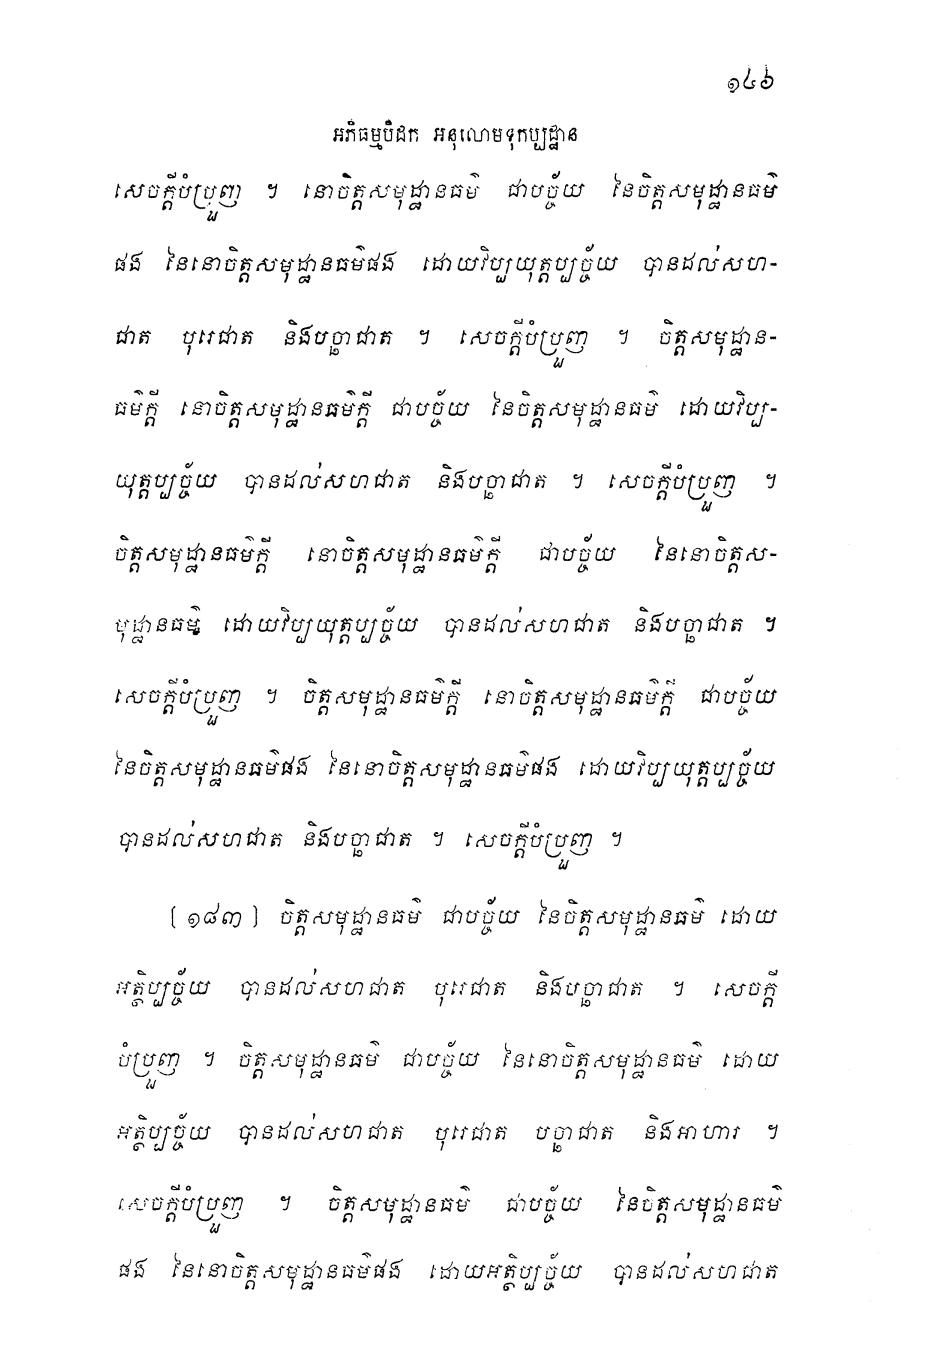 ១៤៦
អភិធម្មបិដក អនុលោមទុកប្បដ្ឋាន
សេចក្តីបំប្រួញ ។ នោចិត្តសមុដ្ឋានធម៌ ជាបច្ច័យ នៃចិត្តសមុដ្ឋានធម៌
ផង នៃនោចិត្តសមុដ្ឋានធម៌ផង ដោយវិប្បយុត្តប្បច្ច័យ បានដល់សហ-
ជាត បុរេជាត និងបច្ឆាជាត ។ សេចក្តីបំប្រួញ ។ ចិត្តសមុដ្ឋាន-
ធម៌ក្តី នោចិត្តសមុដ្ឋានធម៌ក្តី ជាបច្ច័យ នៃចិត្តសមុដ្ឋានធម៌ ដោយវិប្ប-
យុត្តប្បច្ច័យ បានដល់សហជាត និងបច្ឆាជាត ។ សេចក្តីបំប្រួញ ។
ចិត្តសមុដ្ឋានធម៌ក្តី នោចិត្តសមុដ្ឋានធម៌ក្តី ជាបច្ច័យ នៃនោចិត្តស-
មុដ្ឋានធម៌ ដោយវិប្បយុត្តប្បច្ច័យ បានដល់សហជាត និងបច្ឆាជាត ។
សេចក្តីបំប្រួញ ។ ចិត្តសមុដ្ឋានធម៌ក្តី នោចិត្តសមុដ្ឋានធម៌ក្តី ជាបច្ច័យ
នៃចិត្តសមុដ្ឋានធម៌ផង នៃនោចិត្តសមុដ្ឋានធម៌ផង ដោយវិប្បយុត្តប្បច្ច័យ
បានដល់សហជាត និងបច្ឆាជាត ។ សេចក្តីបំប្រួញ ។
[១៨៣] ចិត្តសមុដ្ឋានធម៌ ជាបច្ច័យ នៃចិត្តសមុដ្ឋានធម៌ ដោយ
អត្ថិប្បច្ច័យ បានដល់សហជាត បុរេជាត និងបច្ឆាជាត ។ សេចក្តី
បំប្រួញ ។ ចិត្តសមុដ្ឋានធម៌ ជាបច្ច័យ នៃនោចិត្តសមុដ្ឋានធម៌ ដោយ
អត្ថិប្បច្ច័យ បានដល់សហជាត បុរេជាត បច្ឆាជាត និងអាហារ ។
សេចក្តីបំប្រួញ ។ ចិត្តសមុដ្ឋានធម៌ ជាបច្ច័យ នៃចិត្តសមុដ្ឋានធម៌
ផង នៃនោចិត្តសមុដ្ឋានធម៌ផង ដោយអត្ថិប្បច្ច័យ បានដល់សហជាត